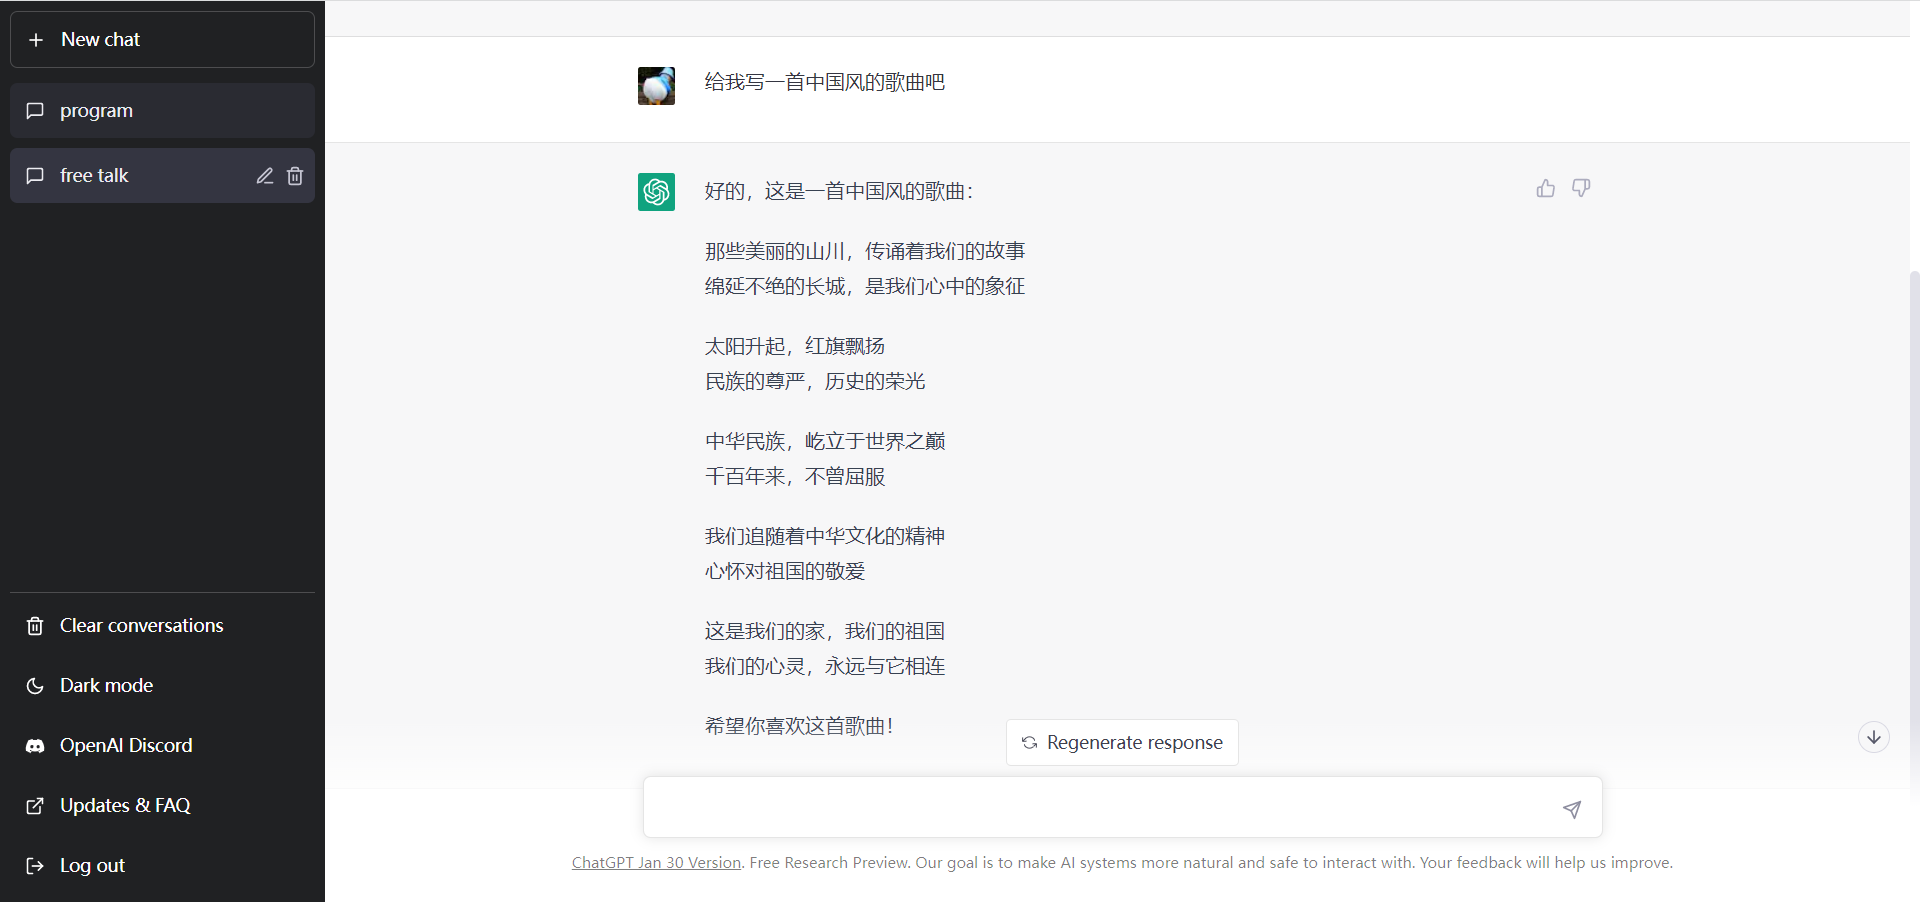 New chat
program
free talk
Clear conversations
Dark mode
OpenAI Discord
Updates & FAQ
Log out
给我写一首中国风的歌曲吧
好的，这是一首中国风的歌曲：
那些美丽的山川，传诵着我们的故事
绵延不绝的长城，是我们心中的象征
太阳升起，红旗飘扬
民族的尊严，历史的荣光
中华民族，屹立于世界之巅
千百年来，不曾屈服
我们追随着中华文化的精神
心怀对祖国的敬爱
这是我们的家，我们的祖国
我们的心灵，永远与它相连
希望你喜欢这首歌曲！
Regenerate response
ChatGPT Jan 30 Version. Free Research Preview. Our goal is to make AI systems more natural and safe to interact with. Your feedback will help us improve.